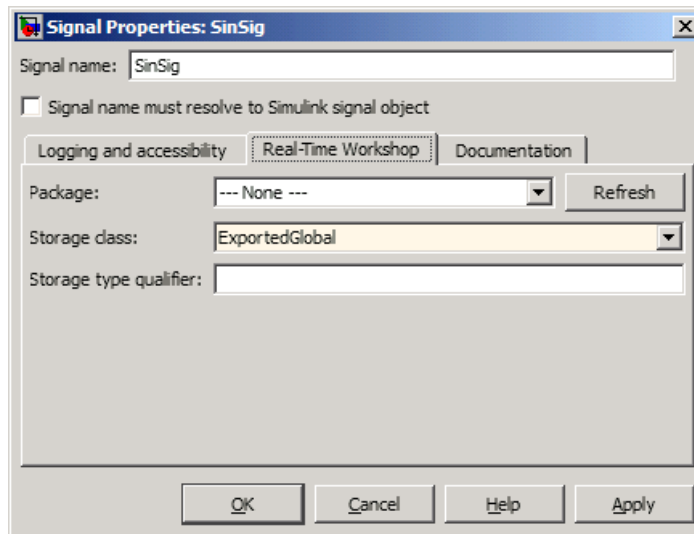 Signal Properties: SinSig
Signal name: SinSig
Signal name must resolve to Simulink signal object
Logging and accessibility Real-Time Workshop Documentation
Package: --- None --- Refresh
Storage class: ExportedGlobal
Storage type qualifier:
OK Cancel Help Apply